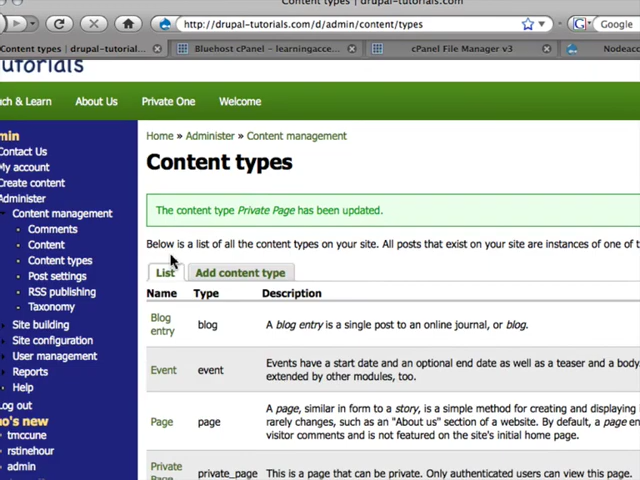 Content types | drupal-tutorials.com
http://drupal-tutorials.com/d/admin/content/types
Google
Content types | drupal-tutorial...
Bluehost cPanel - learningacce...
cPanel File Manager v3
Nodeacc
utorials
ch & Learn
About Us
Private One
Welcome
min
Contact Us
My account
Create content
Administer
Content management
Comments
Content
Content types
Post settings
RSS publishing
Taxonomy
Site building
Site configuration
User management
Reports
Help
Log out
ho's new
tmccune
rstinehour
admin
Home » Administer » Content management
Content types
The content type Private Page has been updated.
Below is a list of all the content types on your site. All posts that exist on your site are instances of one of t
List
Add content type
Name Type Description
Blog
entry
blog
A blog entry is a single post to an online journal, or blog.
Event
event
Events have a start date and an optional end date as well as a teaser and a body.
extended by other modules, too.
Page
page
A page, similar in form to a story, is a simple method for creating and displaying i
rarely changes, such as an "About us" section of a website. By default, a page en
visitor comments and is not featured on the site's initial home page.
Private
Page
private_page
This is a page that can be private. Only authenticated users can view this page.